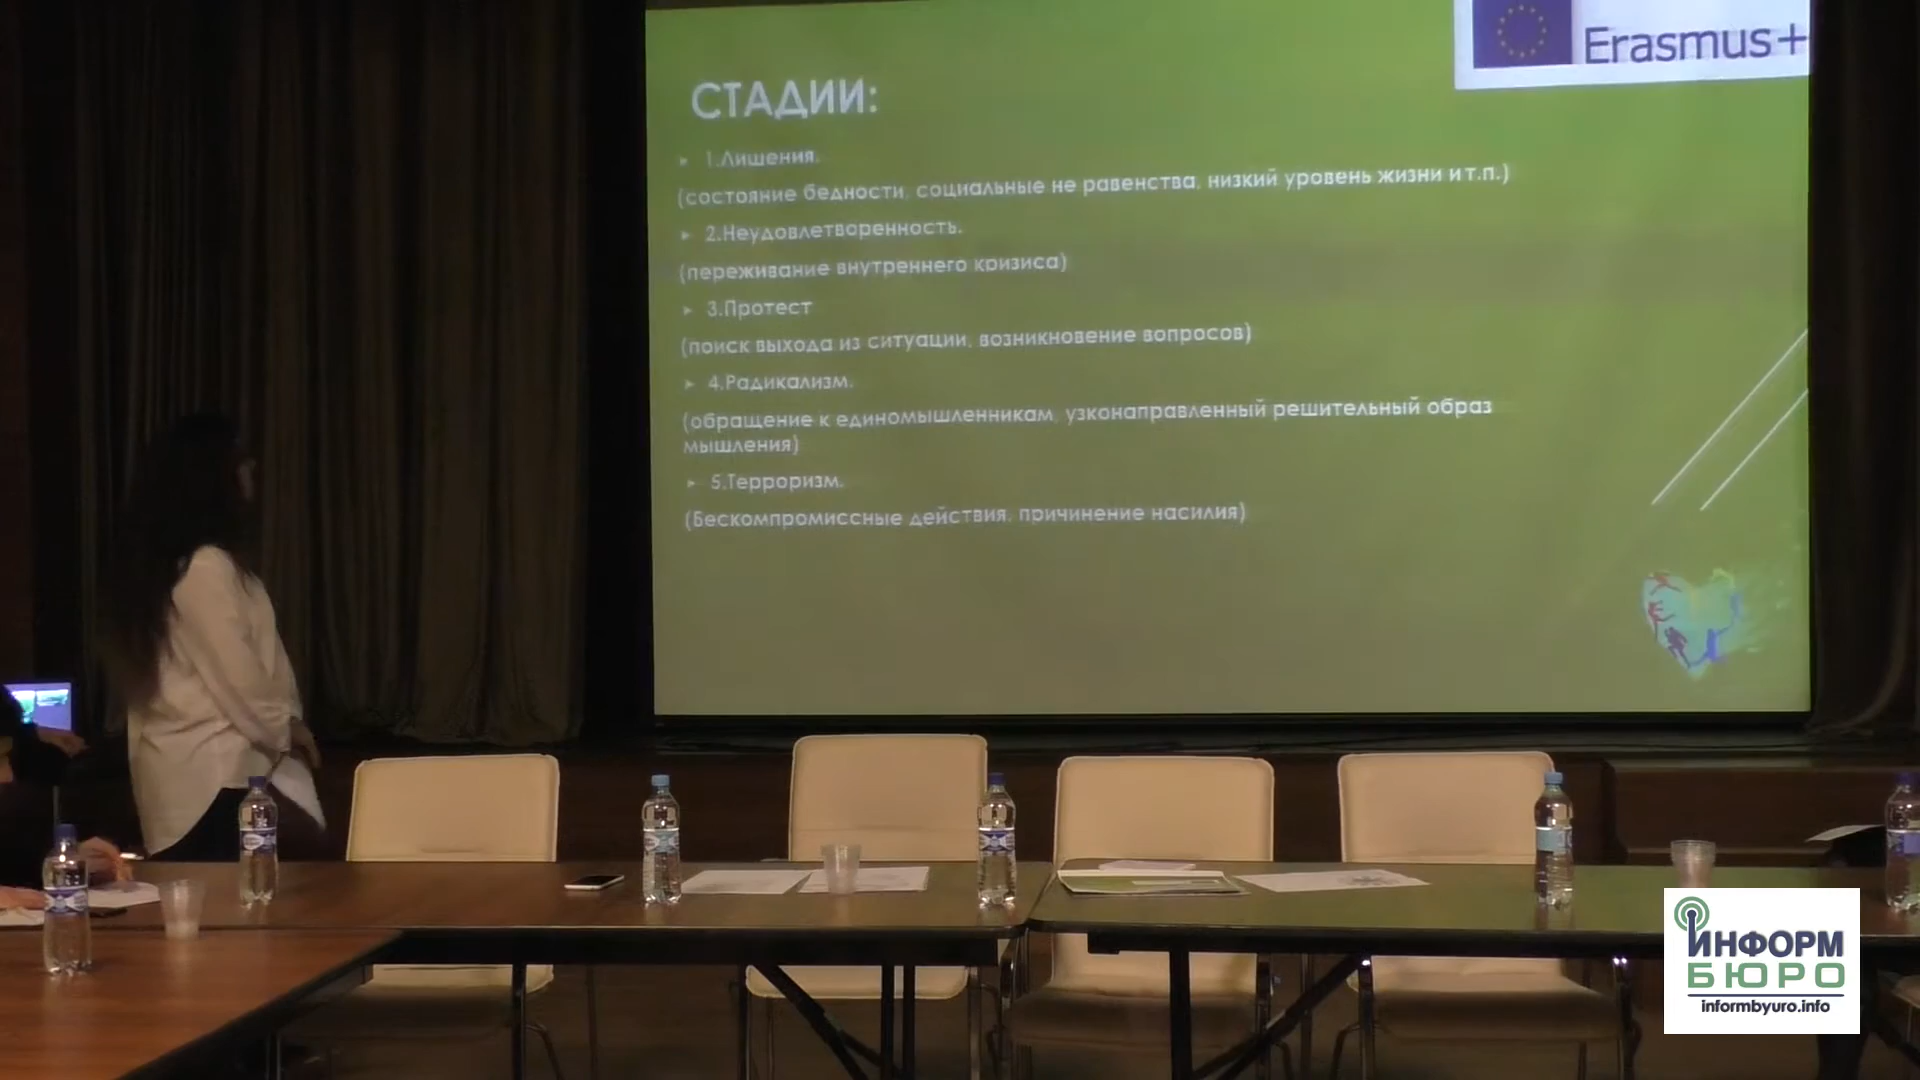 Erasmus+
СТАДИИ:
1.Лишения.
(состояние бедности, социальные не равенства, низкий уровень жизни и т.п.)
2.Неудовлетворенность.
(переживание внутреннего кризиса)
3.Протест
(поиск выхода из ситуации, возникновение вопросов)
4.Радикализм.
(обращение к единомышленникам, узконаправленный решительный образ
мышления)
5.Терроризм.
(Бескомпромиссные действия, причинение насилия)
ИНФОРМ
БЮРО
informbyuro.info